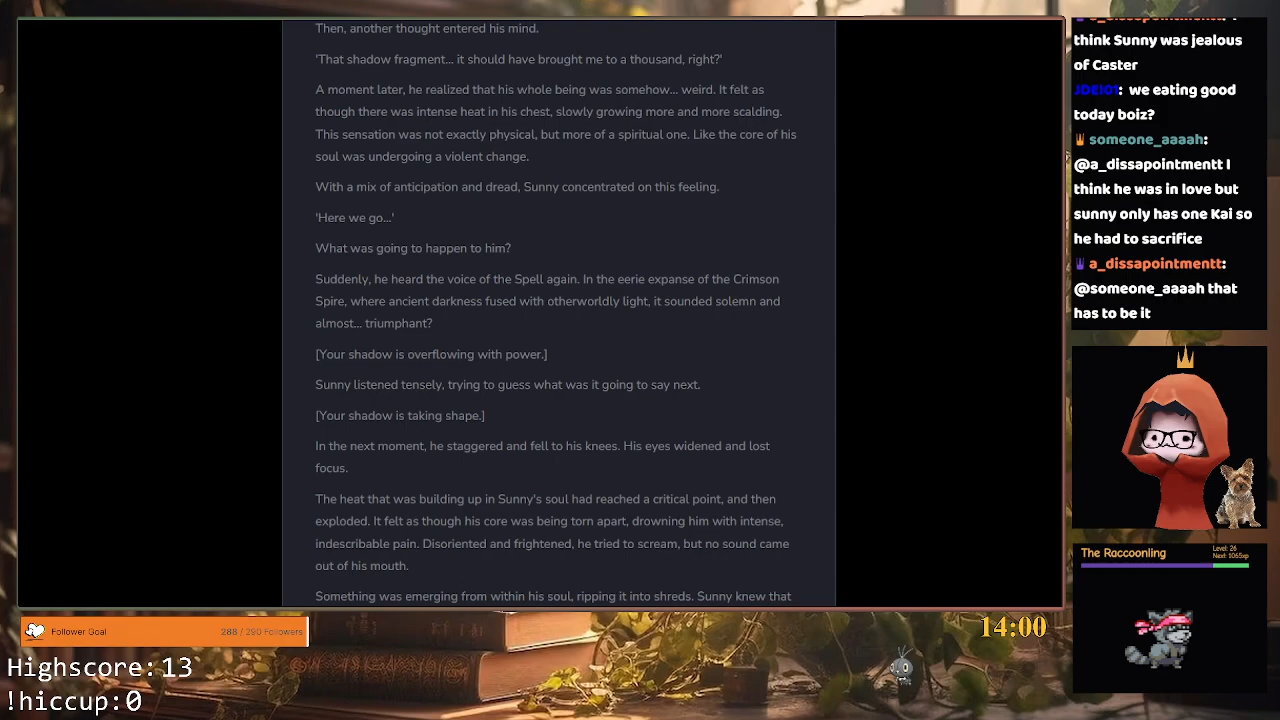 Then, another thought entered his mind.
'That shadow fragment... it should have brought me to a thousand, right?'
A moment later, he realized that his whole being was somehow... weird. It felt as
though there was intense heat in his chest, slowly growing more and more scalding.
This sensation was not exactly physical, but more of a spiritual one. Like the core of his
soul was undergoing a violent change.
With a mix of anticipation and dread, Sunny concentrated on this feeling.
'Here we go...'
What was going to happen to him?
Suddenly, he heard the voice of the Spell again. In the eerie expanse of the Crimson
Spire, where ancient darkness fused with otherworldly light, it sounded solemn and
almost... triumphant?
[Your shadow is overflowing with power.]
Sunny listened tensely, trying to guess what was it going to say next.
[Your shadow is taking shape.]
In the next moment, he staggered and fell to his knees. His eyes widened and lost
focus.
The heat that was building up in Sunny's soul had reached a critical point, and then
exploded. It felt as though his core was being torn apart, drowning him with intense,
indescribable pain. Disoriented and frightened, he tried to scream, but no sound came
out of his mouth.
Something was emerging from within his soul, ripping it into shreds. Sunny knew that
think Sunny was jealous
of Caster
JDEI01: we eating good
today boiz?
someone_aaaah:
@a_dissapointmentt I
think he was in love but
sunny only has one Kai so
he had to sacrifice
a_dissapointmentt:
@someone_aaaah that
has to be it
The Raccoonling
Level: 26
Next: 1065xp
Follower Goal
288 / 290 Followers
14:00
Highscore:13
!hiccup:0